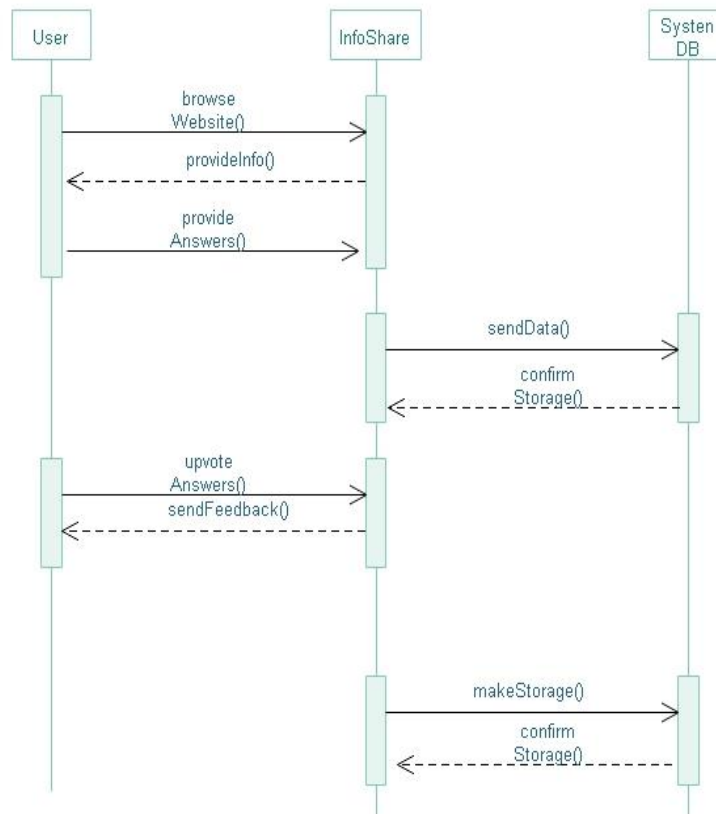 User
InfoShare
Systen
DB
browse
Website()
provideInfo()
provide
Answers()
sendData()
confirm
Storage()
upvote
Answers()
sendFeedback()
makeStorage()
confirm
Storage()